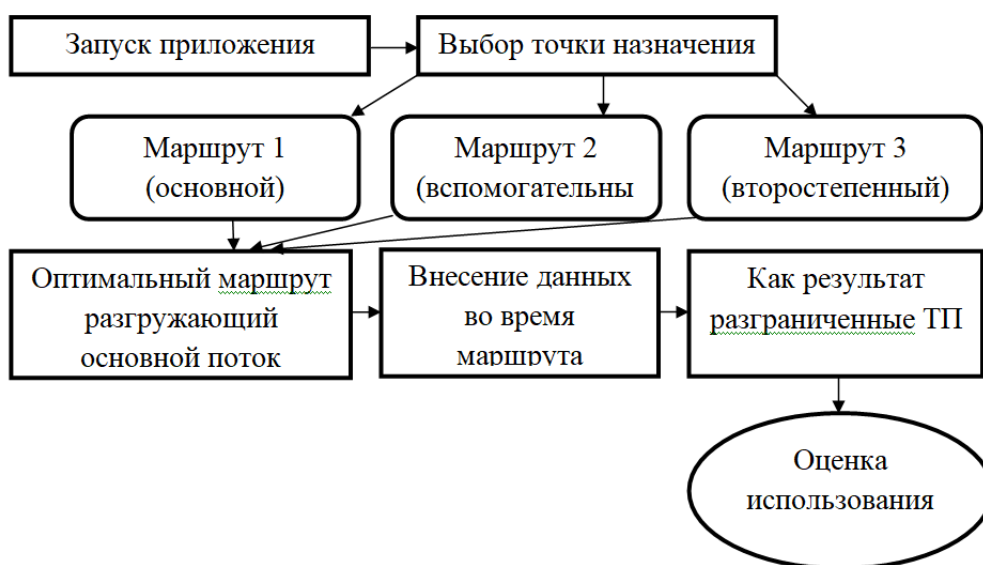 Запуск приложения
Выбор точки назначения
Маршрут 1
(основной)
Маршрут 2
(вспомогательны
Маршрут 3
(второстепенный)
Оптимальный маршрут
разгружающий
основной поток
Внесение данных
во время
маршрута
Как результат
разграниченные ТП
Оценка
использования